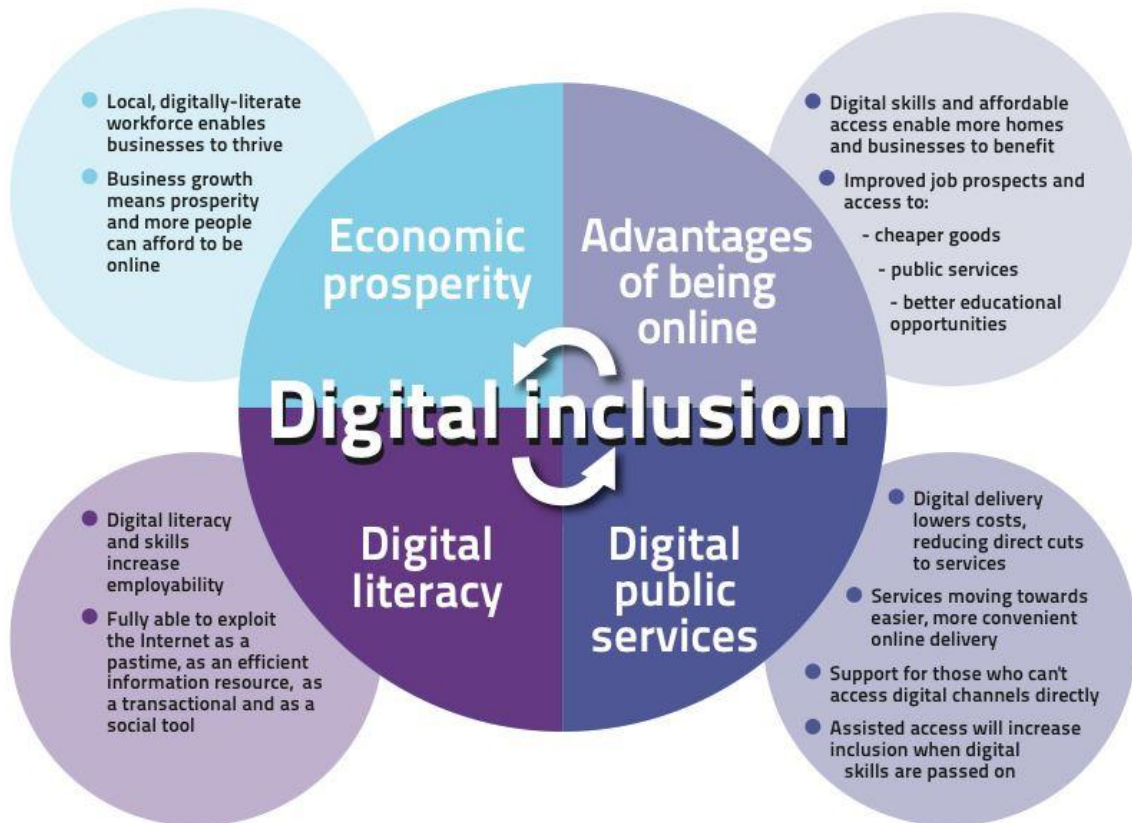 ● Local, digitally-literate
workforce enables
businesses to thrive
● Business growth
means prosperity
and more people
can afford to be
online
Economic
prosperity
Advantages
of being
online
● Digital skills and affordable
access enable more homes
and businesses to benefit
● Improved job prospects and
access to:
- cheaper goods
- public services
- better educational
opportunities
Digital inclusion
● Digital literacy
and skills
increase
employability
● Fully able to exploit
the Internet as a
pastime, as an efficient
information resource, as
a transactional and as a
social tool
Digital
literacy
Digital
public
services
● Digital delivery
lowers costs,
reducing direct cuts
to services
● Services moving towards
easier, more convenient
online delivery
● Support for those who can't
access digital channels directly
● Assisted access will increase
inclusion when digital
skills are passed on